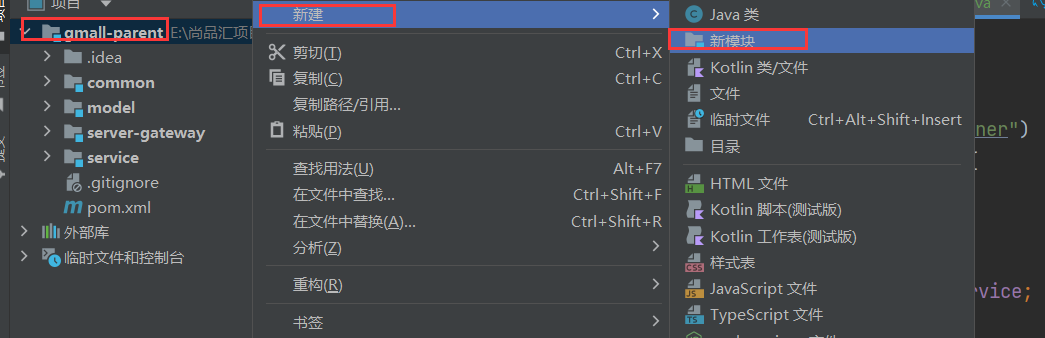 项目
gmall-parent E:\尚品汇项目
.idea
common
model
server-gateway
service
.gitignore
pom.xml
外部库
临时文件和控制台
新建
剪切(T) Ctrl+X
复制(C) Ctrl+C
复制路径/引用...
粘贴(P) Ctrl+V
查找用法(U) Alt+F7
在文件中查找... Ctrl+Shift+F
在文件中替换(A)... Ctrl+Shift+R
分析(Z)
重构(R)
书签
Java 类
新模块
Kotlin 类/文件
文件
临时文件 Ctrl+Alt+Shift+Insert
目录
HTML 文件
Kotlin 脚本(测试版)
Kotlin 工作表(测试版)
样式表
JavaScript 文件
TypeScript 文件
ner")
rvice;